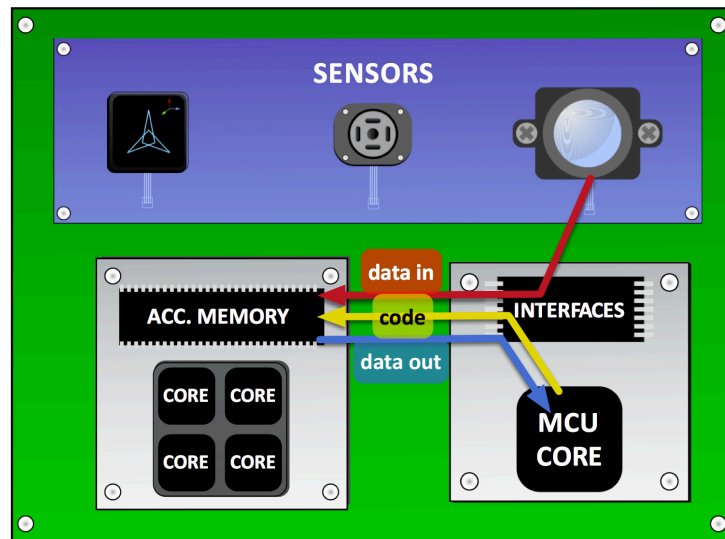 SENSORS
data in
ACC. MEMORY
code
INTERFACES
data out
CORE
CORE
CORE
CORE
MCU
CORE